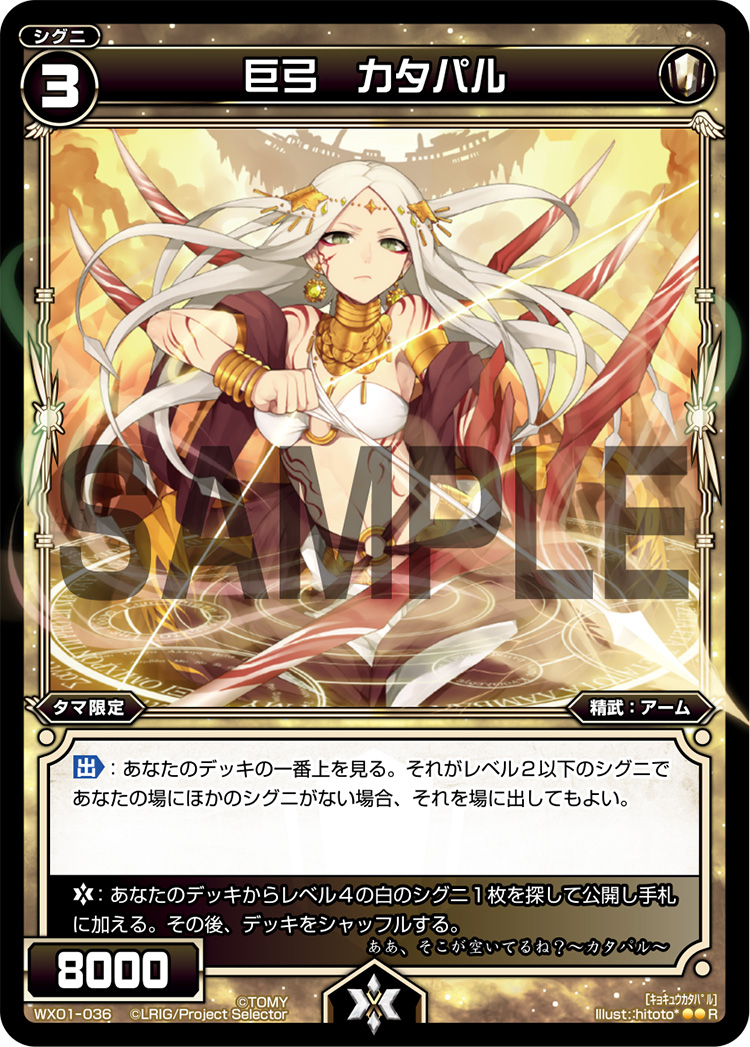 シグニ
3
巨弓 カタパル
SAMPLE
タマ限定
精武：アーム
出：あなたのデッキの一番上を見る。それがレベル２以下のシグニで
あなたの場にほかのシグニがない場合、それを場に出してもよい。
：あなたのデッキからレベル４の白のシグニ１枚を探して公開し手札
に加える。その後、デッキをシャッフルする。
ああ、そこが空いてるね？～カタパル～
8000
WX01-036 ©LRIG/Project Selector
©TOMY
[ｷｮｷｭｳｶﾀﾊﾟﾙ]
Illust::hitoto* R